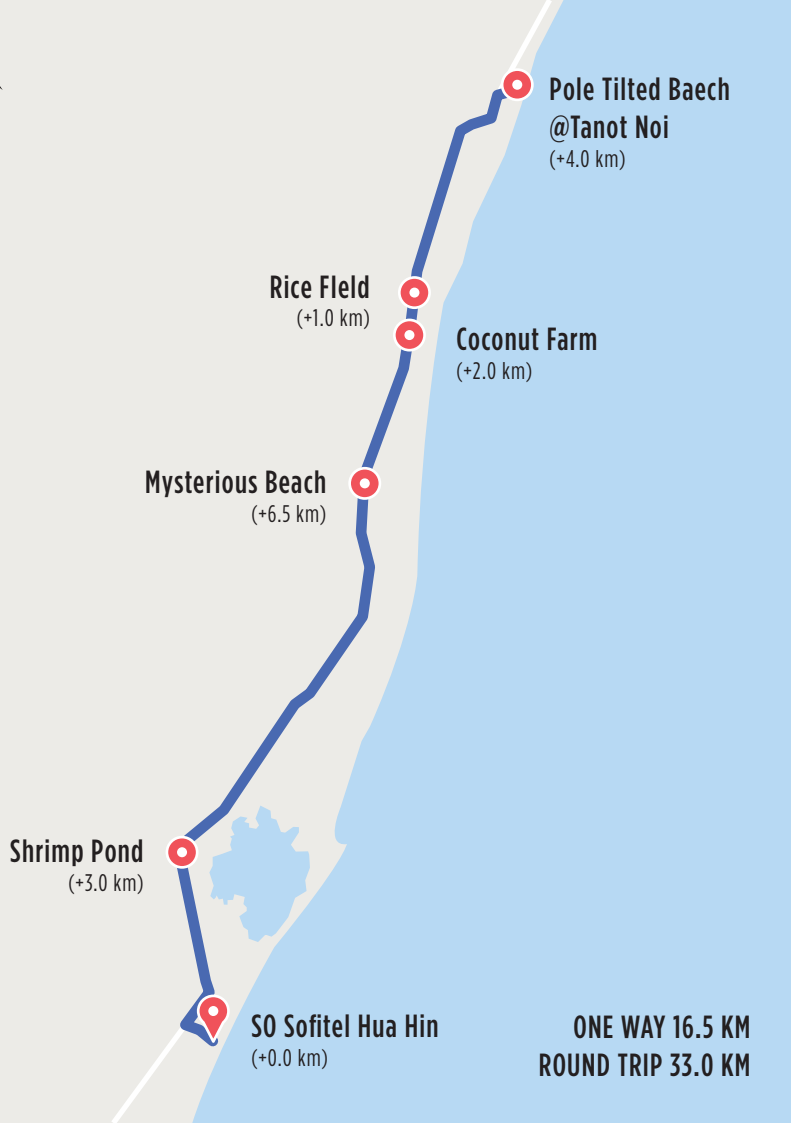 Pole Tilted Baech
@Tanot Noi
(+4.0 km)
Rice FIeld
(+1.0 km)
Coconut Farm
(+2.0 km)
Mysterious Beach
(+6.5 km)
Shrimp Pond
(+3.0 km)
SO Sofitel Hua Hin
(+0.0 km)
ONE WAY 16.5 KM
ROUND TRIP 33.0 KM